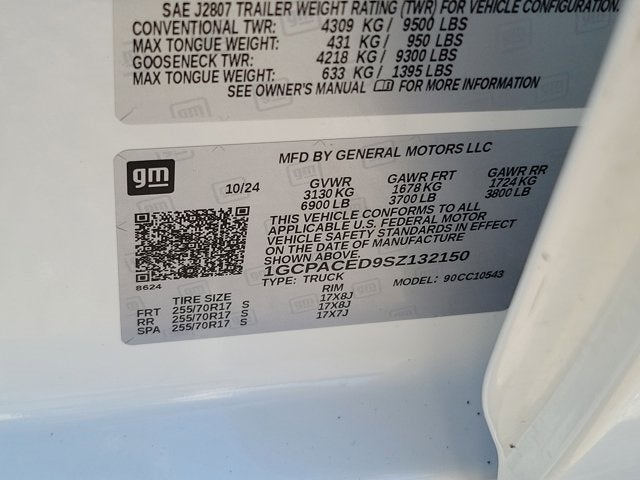 SAE J2807 TRAILER WEIGHT RATING (TWR) FOR VEHICLE CONFIGURATION.
CONVENTIONAL TWR: 4309 KG / 9500 LBS
MAX TONGUE WEIGHT: 431 KG / 950 LBS
GOOSENECK TWR: 4218 KG / 9300 LBS
MAX TONGUE WEIGHT: 633 KG / 1395 LBS
SEE OWNER'S MANUAL FOR MORE INFORMATION
gm
MFD BY GENERAL MOTORS LLC
10/24 GVWR GAWR FRT GAWR RR
3130 KG 1678 KG 1724 KG
6900 LB 3700 LB 3800 LB
THIS VEHICLE CONFORMS TO ALL
APPLICABLE U.S. FEDERAL MOTOR
VEHICLE SAFETY STANDARDS IN EFFECT
ON THE DATE OF MANUFACTURE
SHOWN ABOVE.
1GCPACED9SZ132150
8624
TYPE: TRUCK MODEL: 90CC10543
TIRE SIZE RIM
FRT 255/70R17 S 17X8J
RR 255/70R17 S 17X8J
SPA 255/70R17 S 17X7J